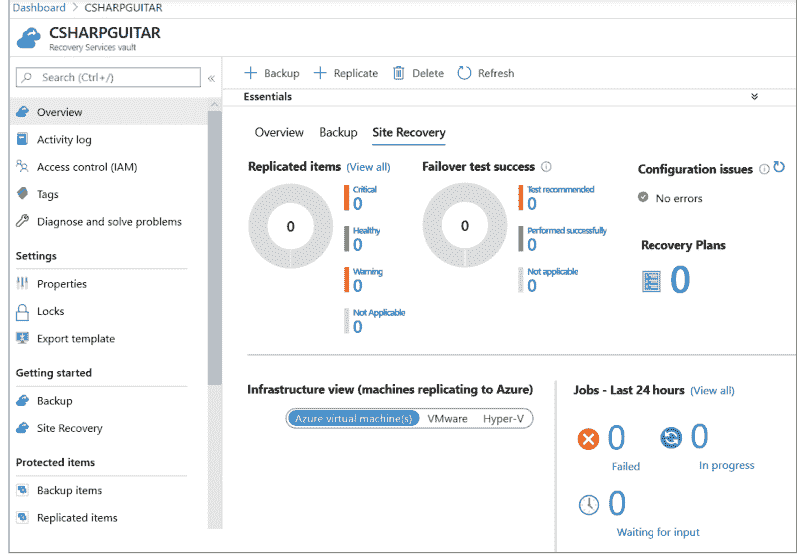 Dashboard > CSHARPGUITAR
CSHARPGUITAR
Recovery Services vault
Search (Ctrl+/)
«
Overview
Activity log
Access control (IAM)
Tags
Diagnose and solve problems
Settings
Properties
Locks
Export template
Getting started
Backup
Site Recovery
Protected items
Backup items
Replicated items
+ Backup + Replicate Delete Refresh
Essentials
Overview Backup Site Recovery
Replicated items (View all)
0
Critical
0
Healthy
0
Warning
0
Not Applicable
0
Failover test success
0
Test recommended
0
Performed successfully
0
Not applicable
0
Configuration issues
No errors
Recovery Plans
0
Infrastructure view (machines replicating to Azure)
Azure virtual machine(s) VMware Hyper-V
Jobs - Last 24 hours (View all)
0
Failed
0
In progress
0
Waiting for input